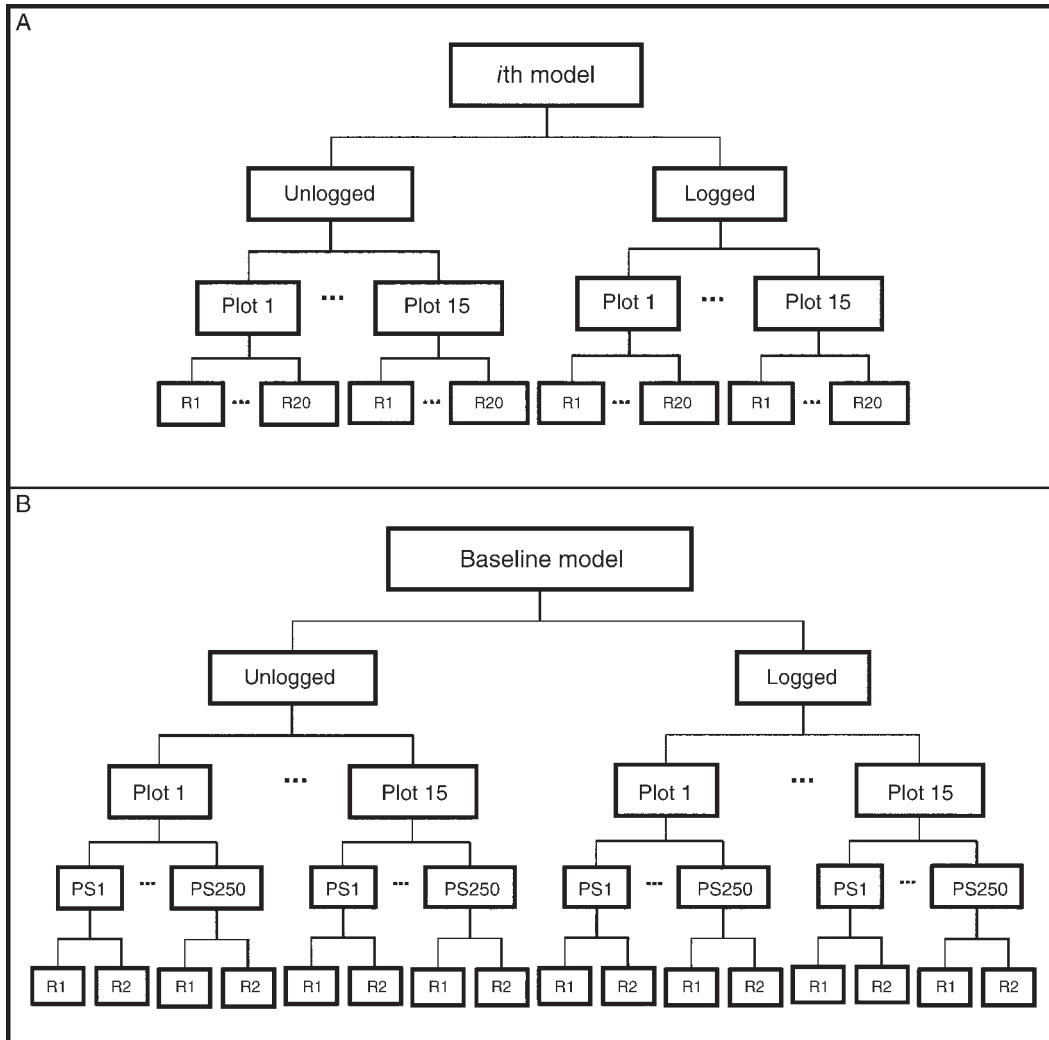 A
ith model
Unlogged Logged
Plot 1 ... Plot 15 Plot 1 ... Plot 15
R1 ... R20 R1 ... R20 R1 ... R20 R1 ... R20
B
Baseline model
Unlogged Logged
Plot 1 ... Plot 15 Plot 1 ... Plot 15
PS1 ... PS250 PS1 ... PS250 PS1 ... PS250 PS1 ... PS250
R1 R2 R1 R2 R1 R2 R1 R2 R1 R2 R1 R2 R1 R2 R1 R2